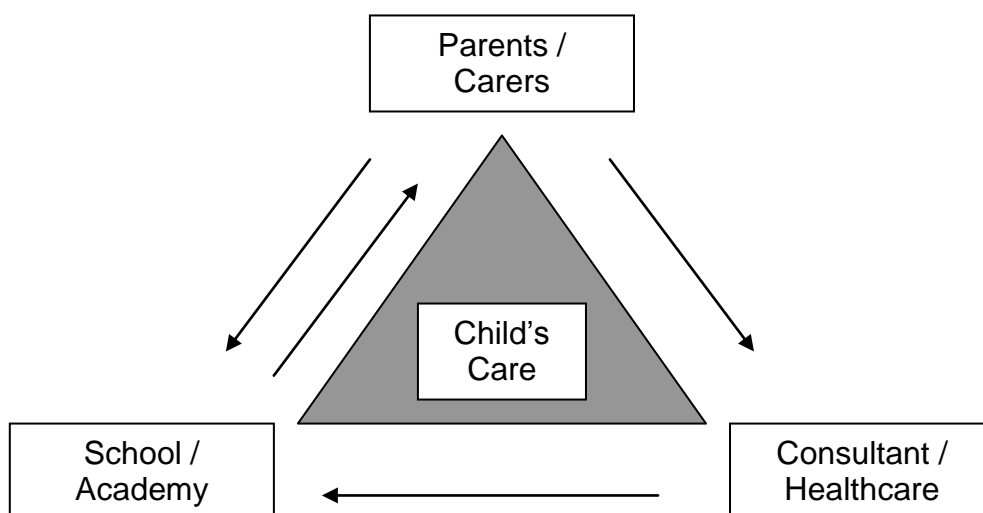 Parents /
Carers
Child’s
Care
School /
Academy
Consultant /
Healthcare